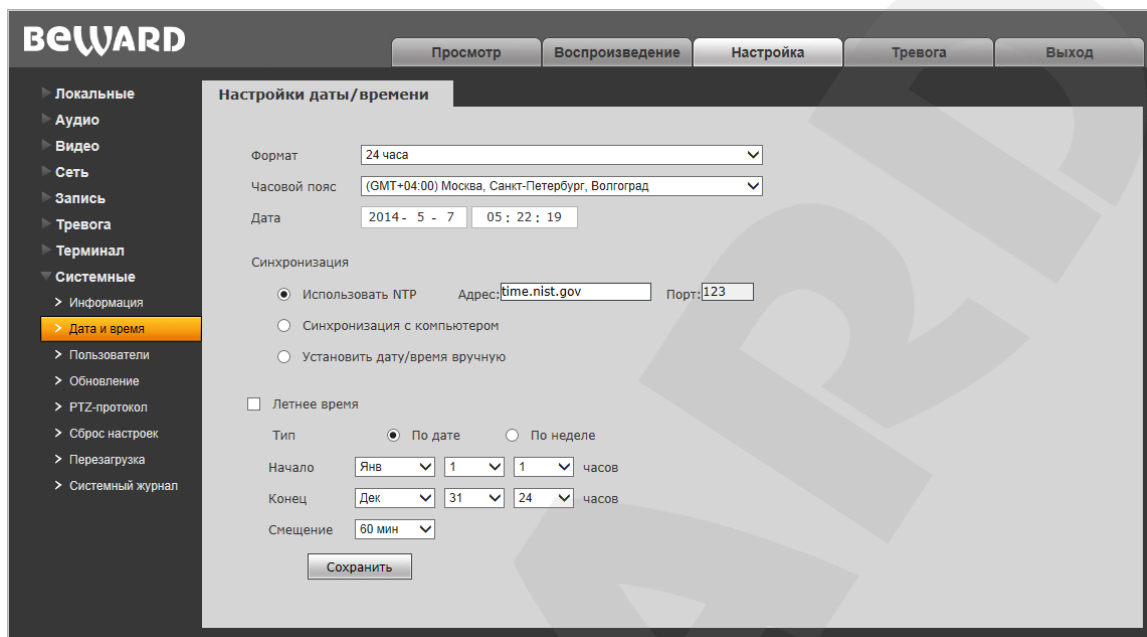 BEWARD
Просмотр Воспроизведение Настройка Тревога Выход
Локальные
Аудио
Видео
Сеть
Запись
Тревога
Терминал
Системные
Информация
Дата и время
Пользователи
Обновление
PTZ-протокол
Сброс настроек
Перезагрузка
Системный журнал
Настройки даты/времени
Формат 24 часа
Часовой пояс (GMT+04:00) Москва, Санкт-Петербург, Волгоград
Дата 2014 - 5 - 7 05 : 22 : 19
Синхронизация
Использовать NTP Адрес: time.nist.gov Порт: 123
Синхронизация с компьютером
Установить дату/время вручную
Летнее время
Тип По дате По неделе
Начало Янв 1 1 часов
Конец Дек 31 24 часов
Смещение 60 мин
Сохранить